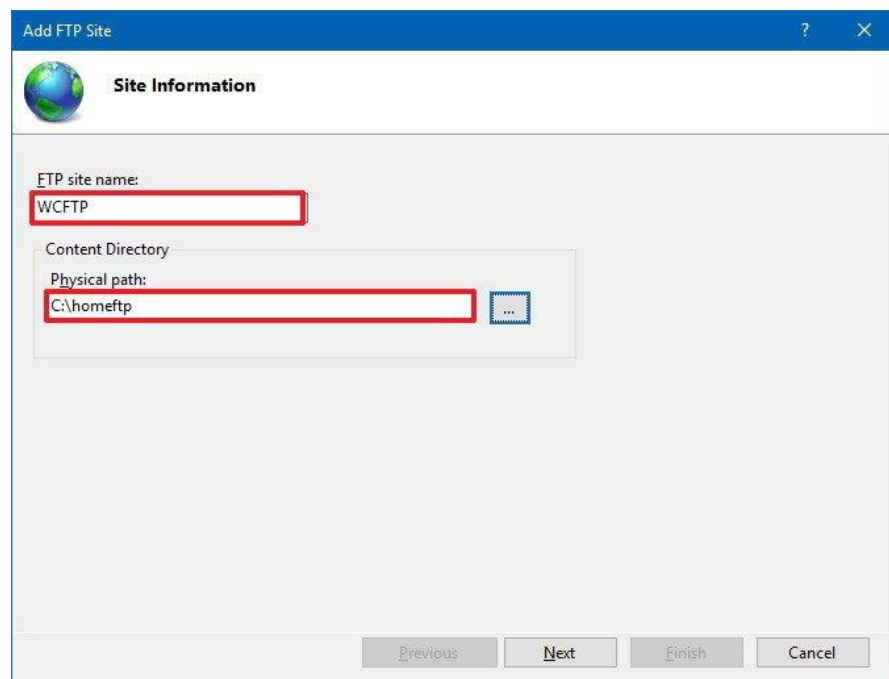 Add FTP Site
?
Site Information
FTP site name:
WCFTP
Content Directory
Physical path:
C:\homeftp
...
Previous Next Finish Cancel